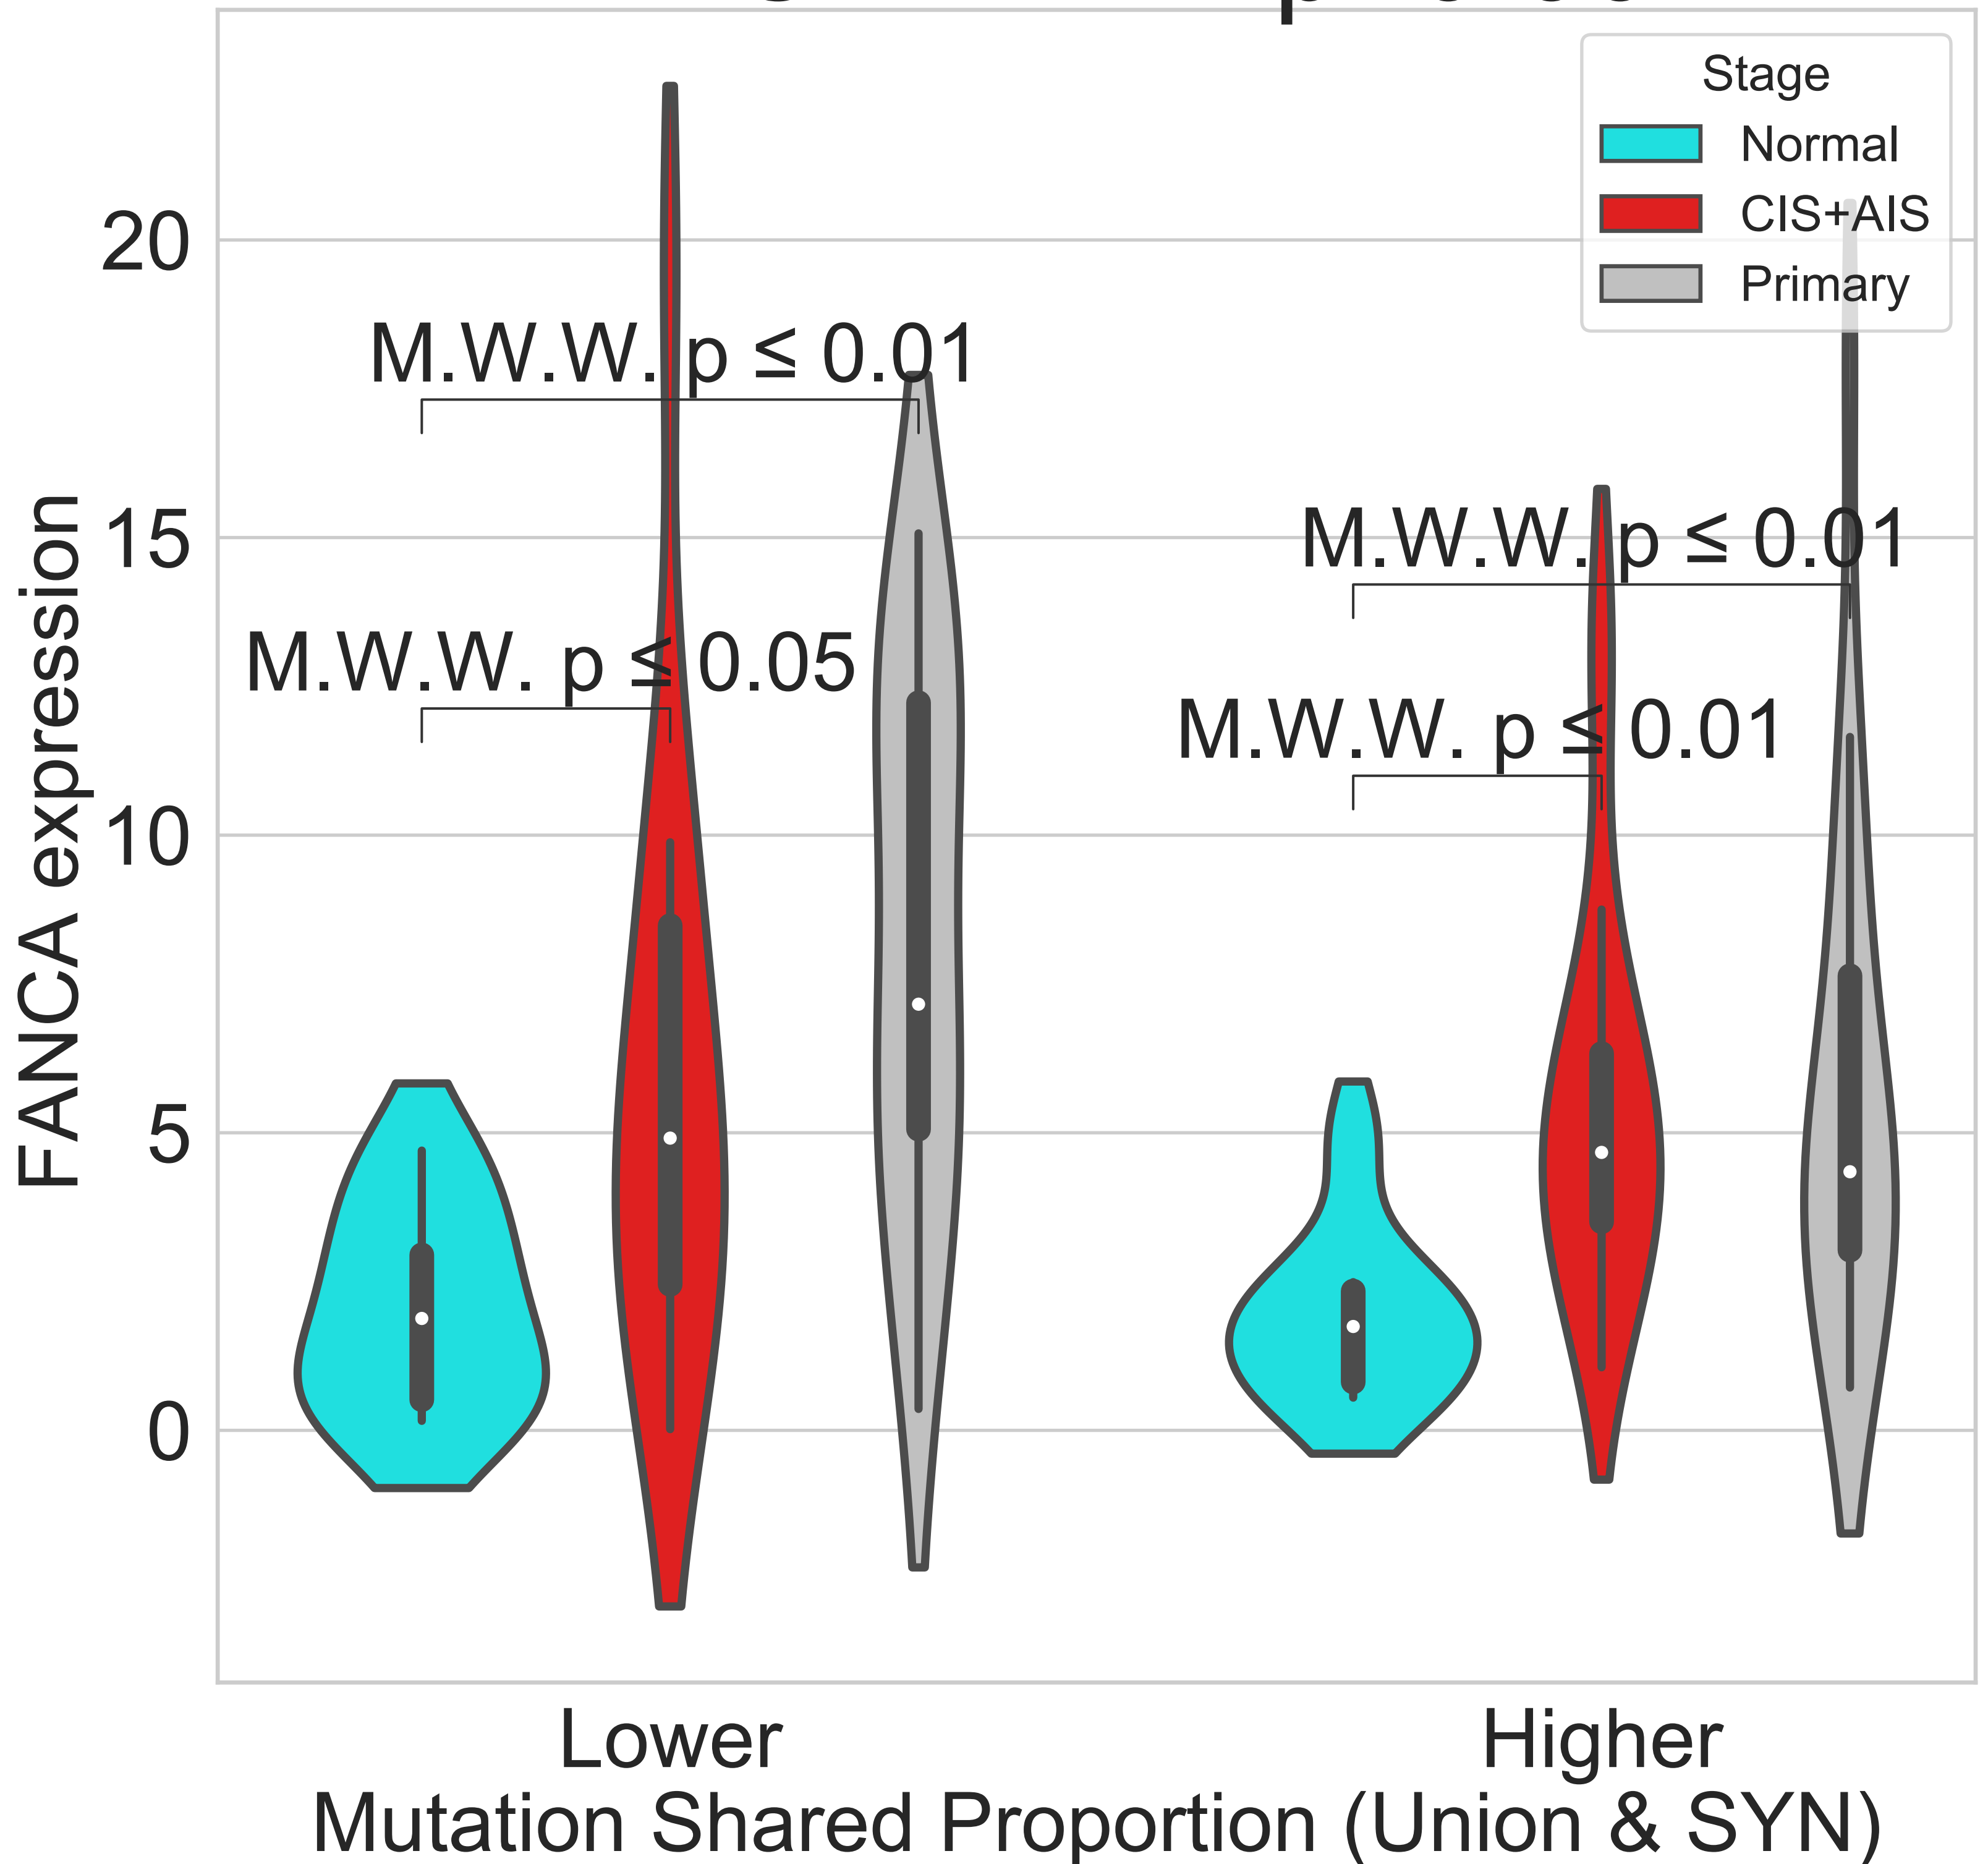 Stage
Normal
CIS+AIS
Primary
M.W.W. p ≤ 0.01
M.W.W. p ≤ 0.05
M.W.W. p ≤ 0.01
M.W.W. p ≤ 0.01
FANCA expression
20
15
10
5
0
Lower
Higher
Mutation Shared Proportion (Union & SYN)